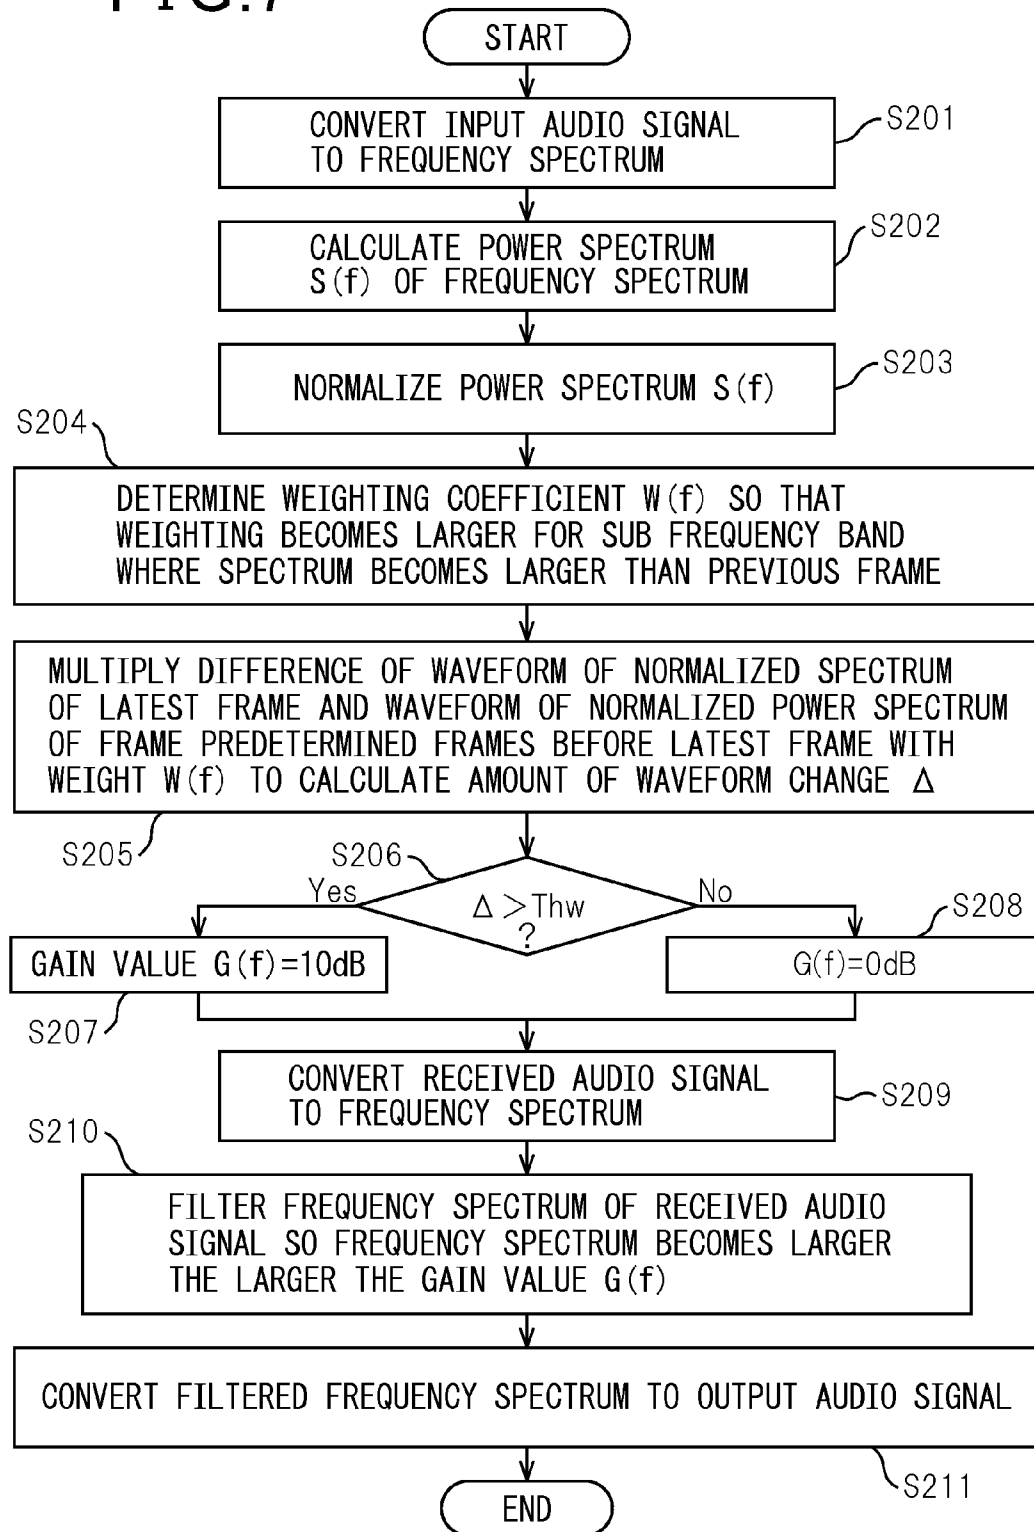 FIG.7
START
CONVERT INPUT AUDIO SIGNAL
TO FREQUENCY SPECTRUM
S201
CALCULATE POWER SPECTRUM
S(f) OF FREQUENCY SPECTRUM
S202
NORMALIZE POWER SPECTRUM S(f)
S203
S204
DETERMINE WEIGHTING COEFFICIENT W(f) SO THAT
WEIGHTING BECOMES LARGER FOR SUB FREQUENCY BAND
WHERE SPECTRUM BECOMES LARGER THAN PREVIOUS FRAME
MULTIPLY DIFFERENCE OF WAVEFORM OF NORMALIZED SPECTRUM
OF LATEST FRAME AND WAVEFORM OF NORMALIZED POWER SPECTRUM
OF FRAME PREDETERMINED FRAMES BEFORE LATEST FRAME WITH
WEIGHT W(f) TO CALCULATE AMOUNT OF WAVEFORM CHANGE Δ
S205
S206
Yes
Δ >Thw
?
No
S208
GAIN VALUE G(f)=10dB
G(f)=0dB
S207
CONVERT RECEIVED AUDIO SIGNAL
TO FREQUENCY SPECTRUM
S209
S210
FILTER FREQUENCY SPECTRUM OF RECEIVED AUDIO
SIGNAL SO FREQUENCY SPECTRUM BECOMES LARGER
THE LARGER THE GAIN VALUE G(f)
CONVERT FILTERED FREQUENCY SPECTRUM TO OUTPUT AUDIO SIGNAL
S211
END